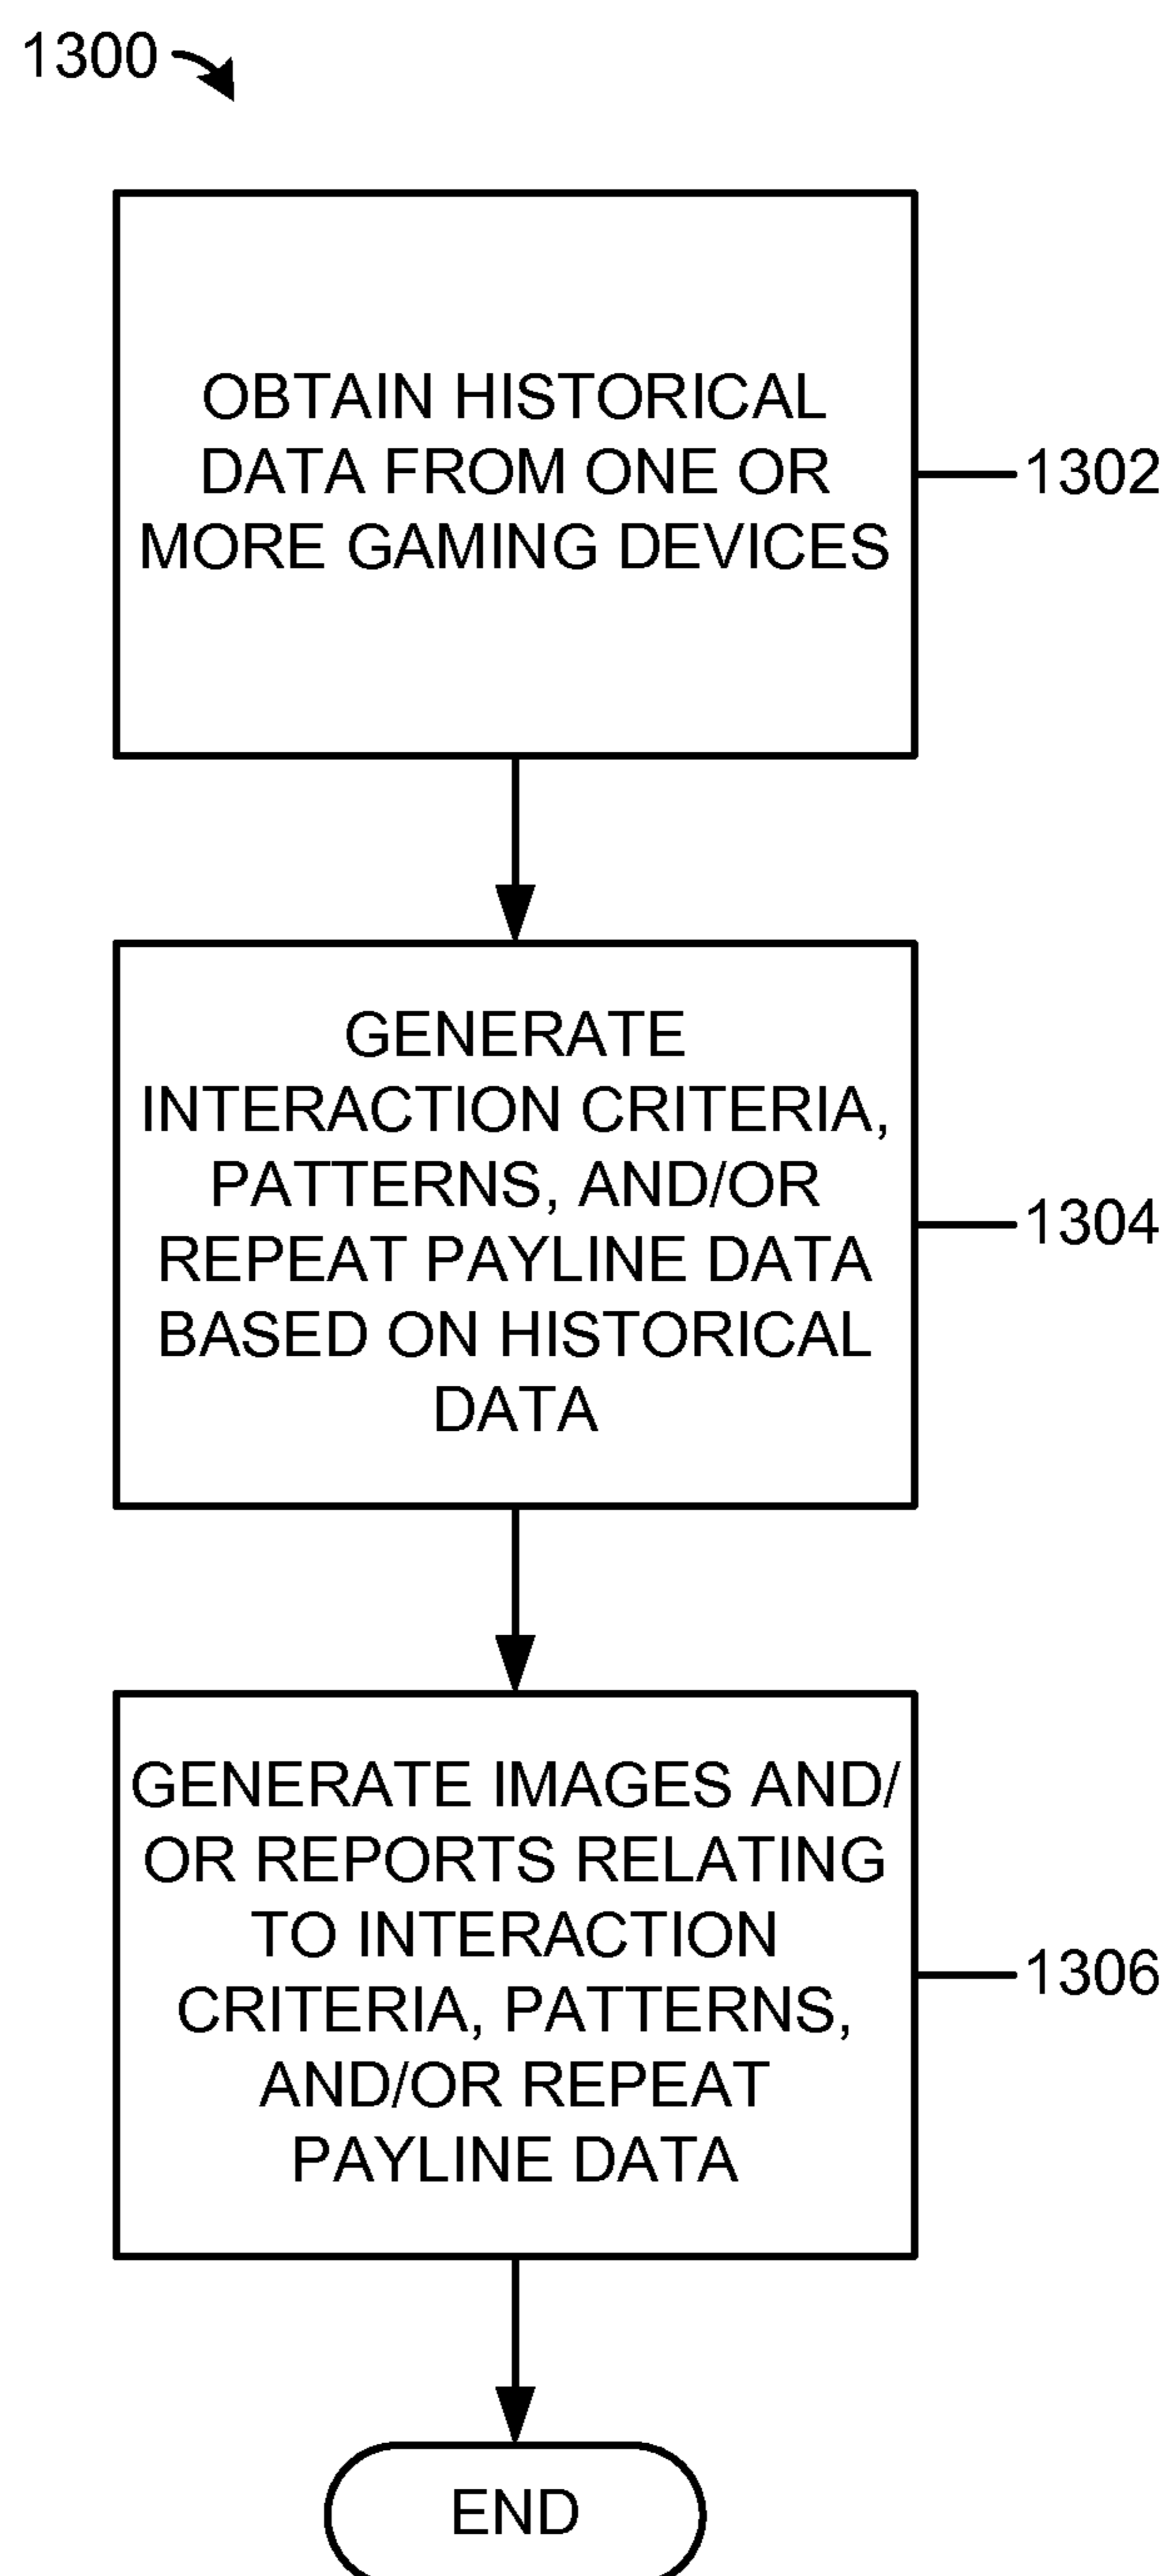 1300
OBTAIN HISTORICAL
DATA FROM ONE OR
MORE GAMING DEVICES
1302
GENERATE
INTERACTION CRITERIA,
PATTERNS, AND/OR
REPEAT PAYLINE DATA
BASED ON HISTORICAL
DATA
1304
GENERATE IMAGES AND/
OR REPORTS RELATING
TO INTERACTION
CRITERIA, PATTERNS,
AND/OR REPEAT
PAYLINE DATA
1306
END